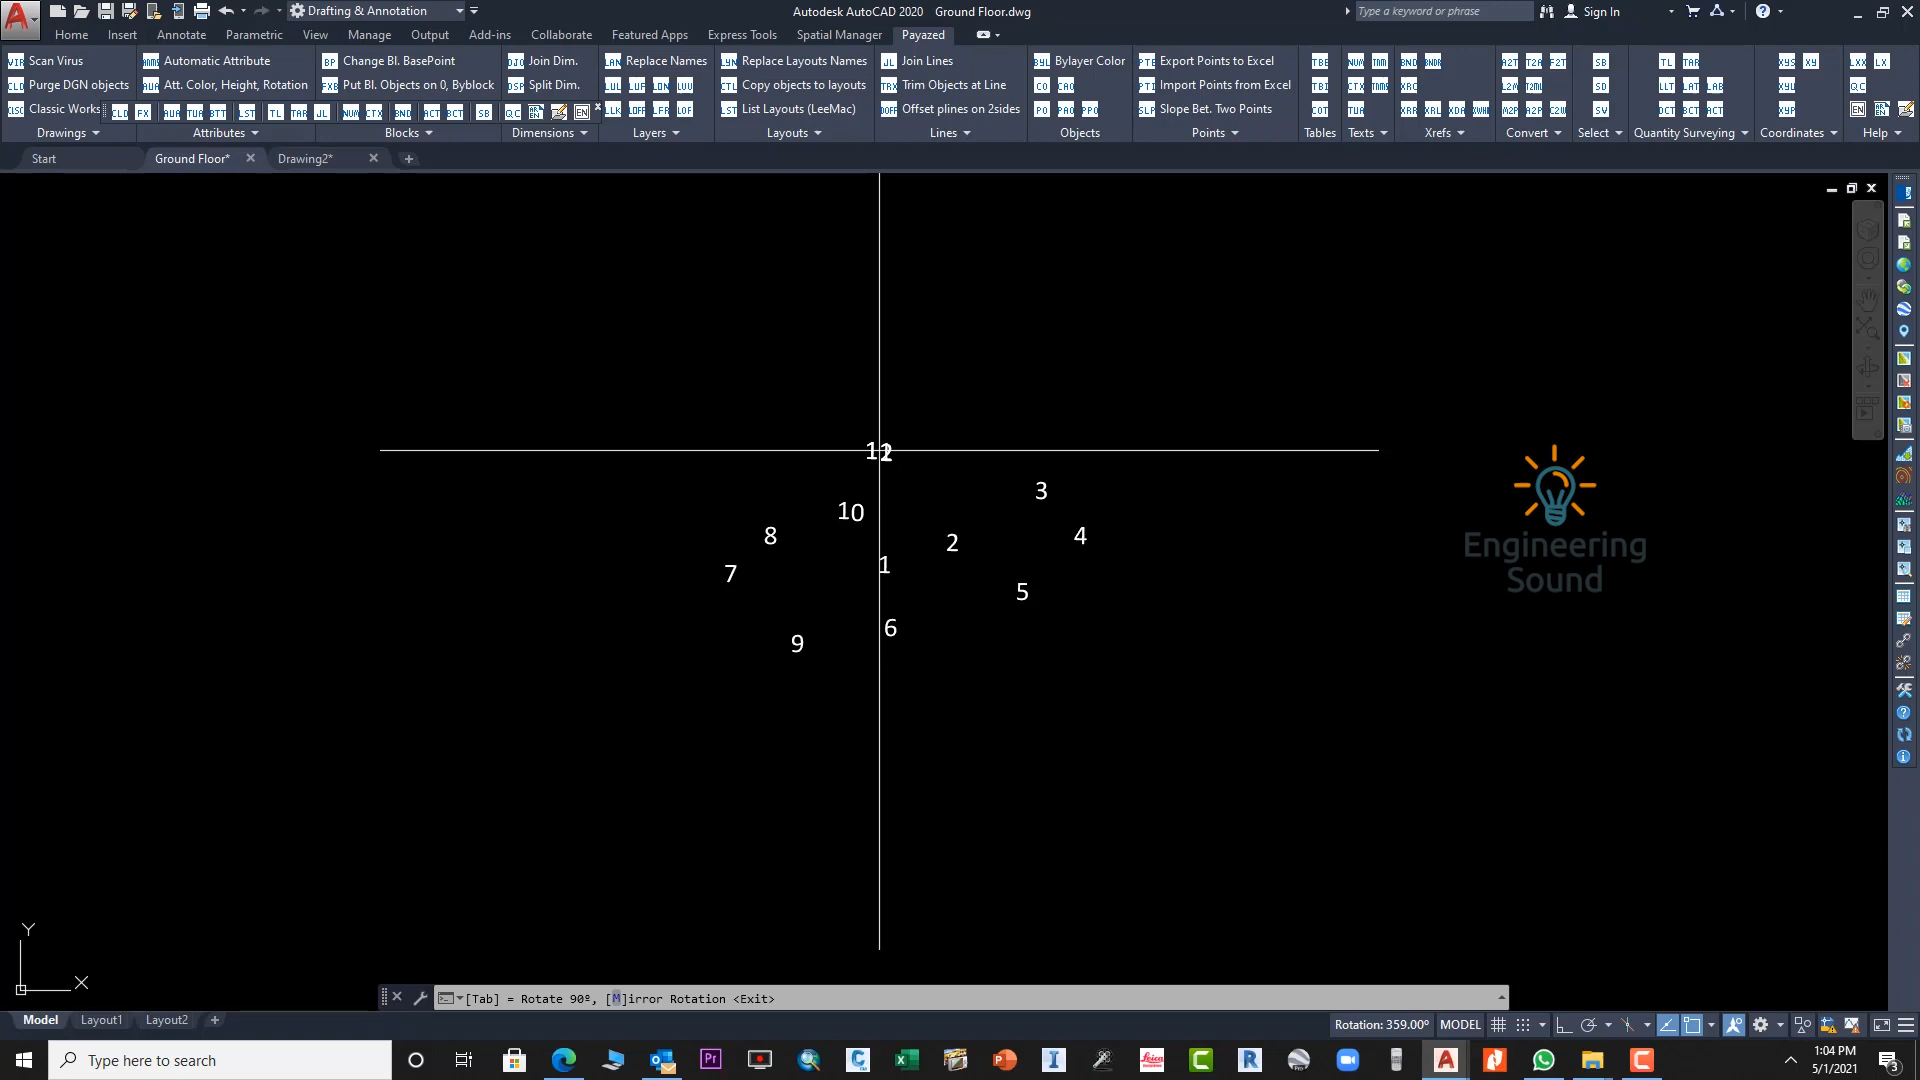 Drafting & Annotation
Autodesk AutoCAD 2020 Ground Floor.dwg
Type a keyword or phrase
Sign In
Home Insert Annotate Parametric View Manage Output Add-ins Collaborate Featured Apps Express Tools Spatial Manager Payazed
Scan Virus Automatic Attribute Change Bl. BasePoint Join Dim. Replace Names Replace Layouts Names Join Lines Bylayer Color Export Points to Excel
Purge DGN objects Att. Color, Height, Rotation Put Bl. Objects on 0, Byblock Split Dim. Copy objects to layouts Trim Objects at Line Import Points from Excel
Classic Works List Layouts (LeeMac) Offset plines on 2sides Slope Bet. Two Points
Drawings Attributes Blocks Dimensions Layers Layouts Lines Objects Points Tables Texts Xrefs Convert Select Quantity Surveying Coordinates Help
Start Ground Floor* Drawing2*
3
10
8
2
4
1
7
5
6
9
Engineering
Sound
Y
X
[Tab] = Rotate 90º, [M]irror Rotation <Exit>
Model Layout1 Layout2
Rotation: 359.00º MODEL
Type here to search
1:04 PM
5/1/2021